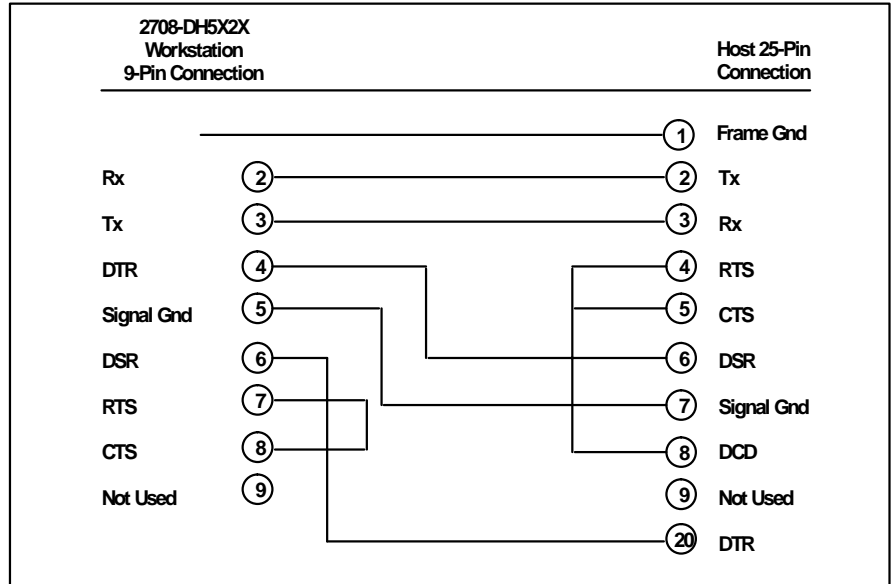 2708-DH5X2X
Workstation
9-Pin Connection
Host 25-Pin
Connection
1 Frame Gnd
Rx 2 2 Tx
Tx 3 3 Rx
DTR 4 4 RTS
Signal Gnd 5 5 CTS
DSR 6 6 DSR
RTS 7 7 Signal Gnd
CTS 8 8 DCD
Not Used 9 9 Not Used
20 DTR